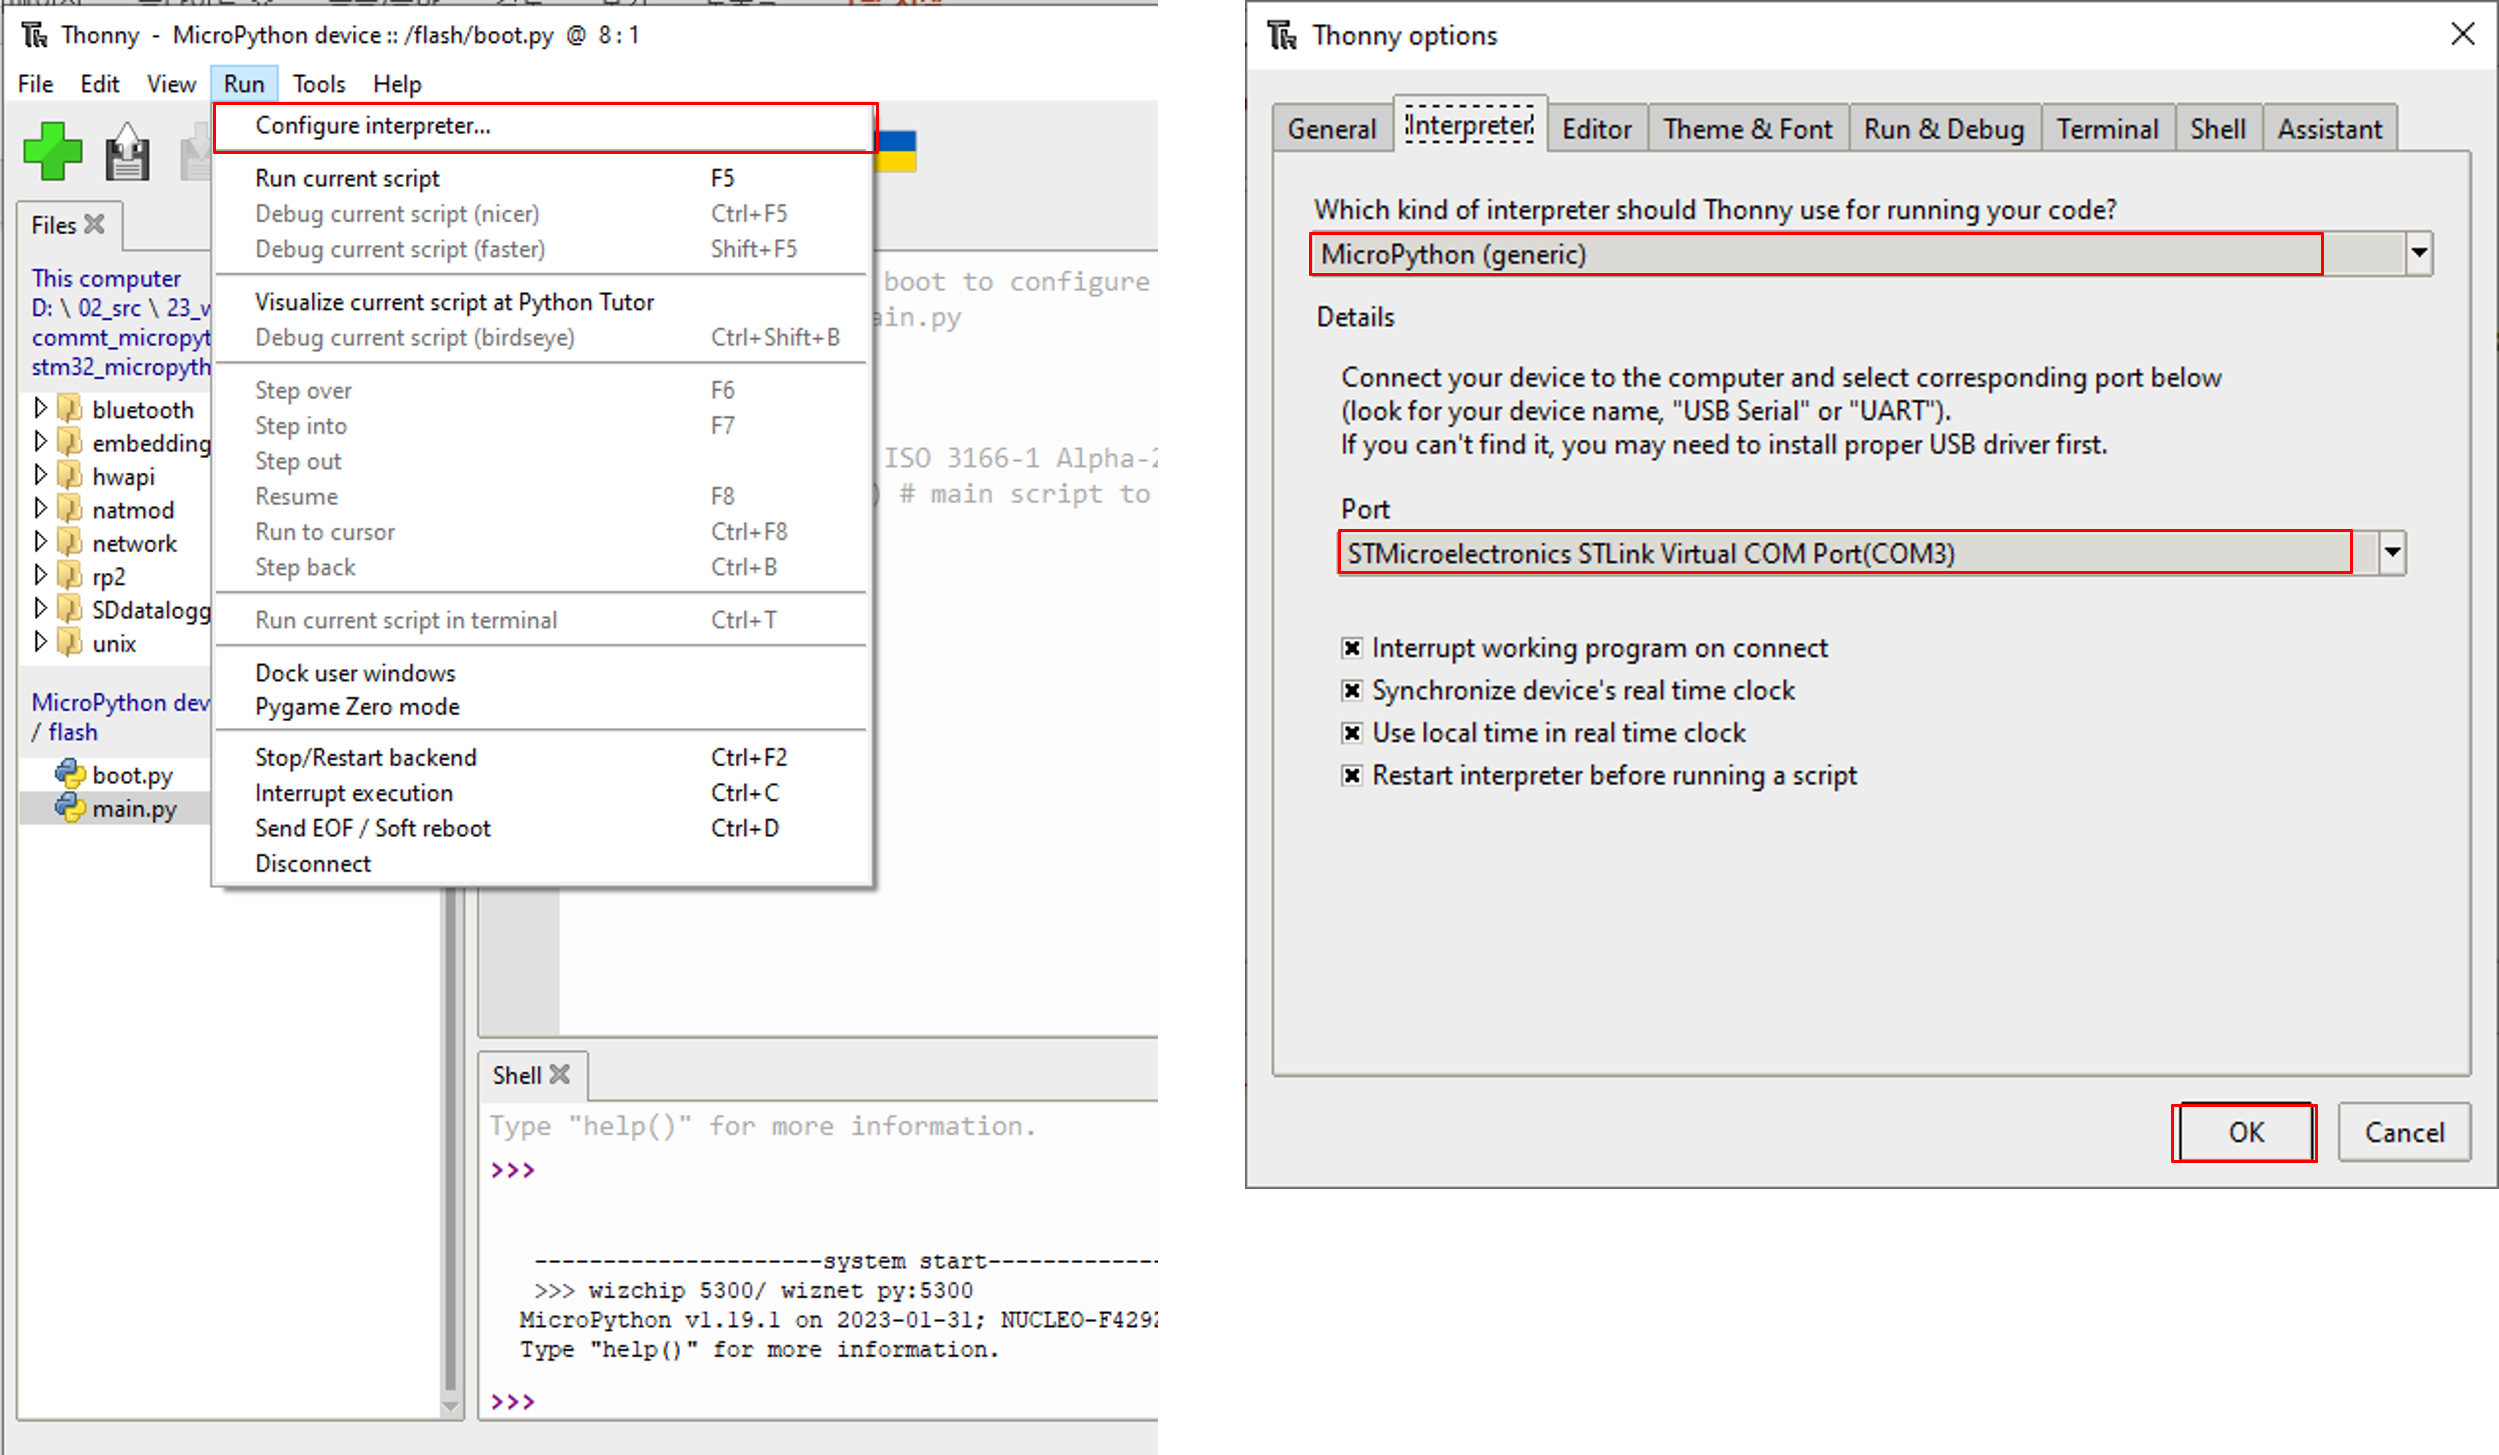 Thonny - MicroPython device :: /flash/boot.py @ 8 : 1
File Edit View Run Tools Help
Configure interpreter...
Run current script F5
Debug current script (nicer) Ctrl+F5
Debug current script (faster) Shift+F5
Visualize current script at Python Tutor
Debug current script (birdseye) Ctrl+Shift+B
Step over F6
Step into F7
Step out
Resume F8
Run to cursor Ctrl+F8
Step back Ctrl+B
Run current script in terminal Ctrl+T
Dock user windows
Pygame Zero mode
Stop/Restart backend Ctrl+F2
Interrupt execution Ctrl+C
Send EOF / Soft reboot Ctrl+D
Disconnect
Files
This computer
D: \ 02_src \ 23_
commt_micropyt
stm32_micropyth
bluetooth
embedding
hwapi
natmod
network
rp2
SDdatalogg
unix
MicroPython dev
/ flash
boot.py
main.py
boot to configure
ain.py
ISO 3166-1 Alpha-2
) # main script to
Shell
Type "help()" for more information.
>>>
---------------------system start-------------
>>> wizchip 5300/ wiznet py:5300
MicroPython v1.19.1 on 2023-01-31; NUCLEO-F429
Type "help()" for more information.
>>>
Thonny options
General Interpreter Editor Theme & Font Run & Debug Terminal Shell Assistant
Which kind of interpreter should Thonny use for running your code?
MicroPython (generic)
Details
Connect your device to the computer and select corresponding port below
(look for your device name, "USB Serial" or "UART").
If you can't find it, you may need to install proper USB driver first.
Port
STMicroelectronics STLink Virtual COM Port(COM3)
Interrupt working program on connect
Synchronize device's real time clock
Use local time in real time clock
Restart interpreter before running a script
OK Cancel